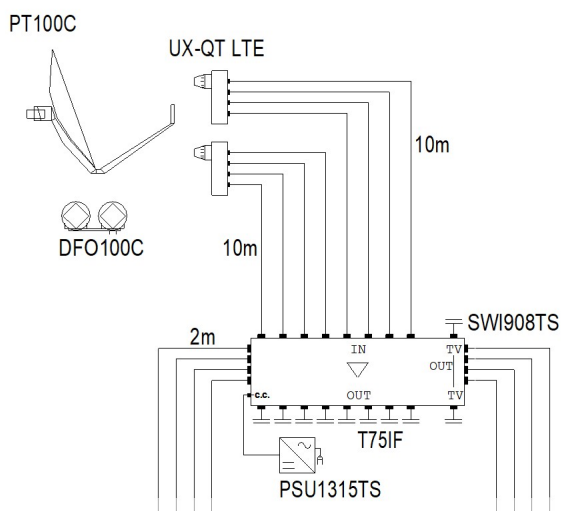 PT100C
UX-QT LTE
10m
DFO100C
10m
SWI908TS
2m
IN
TV
OUT
c.c.
OUT
TV
T75IF
PSU1315TS